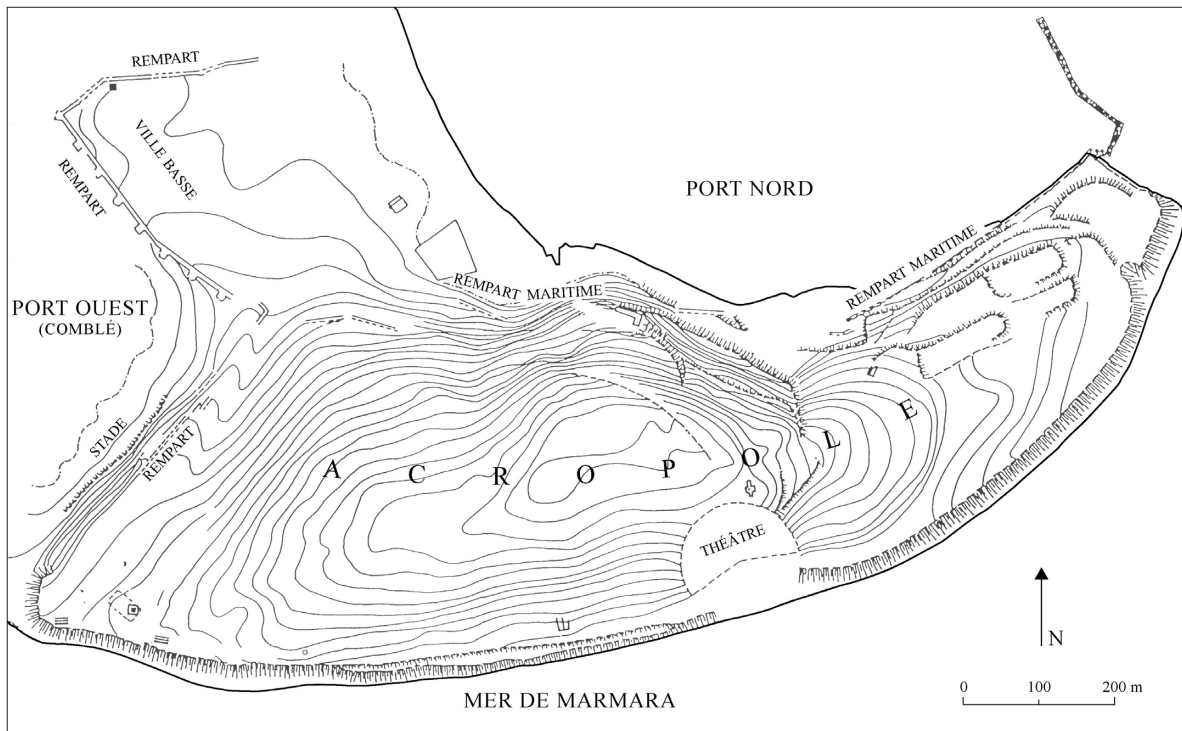 REMPART
VILLE BASSE
REMPART
PORT NORD
REMPART MARITIME
REMPART MARITIME
PORT OUEST
(COMBLÉ)
STADE
REMPART
A C R O P O L E
THÉÂTRE
N
MER DE MARMARA
0 100 200 m